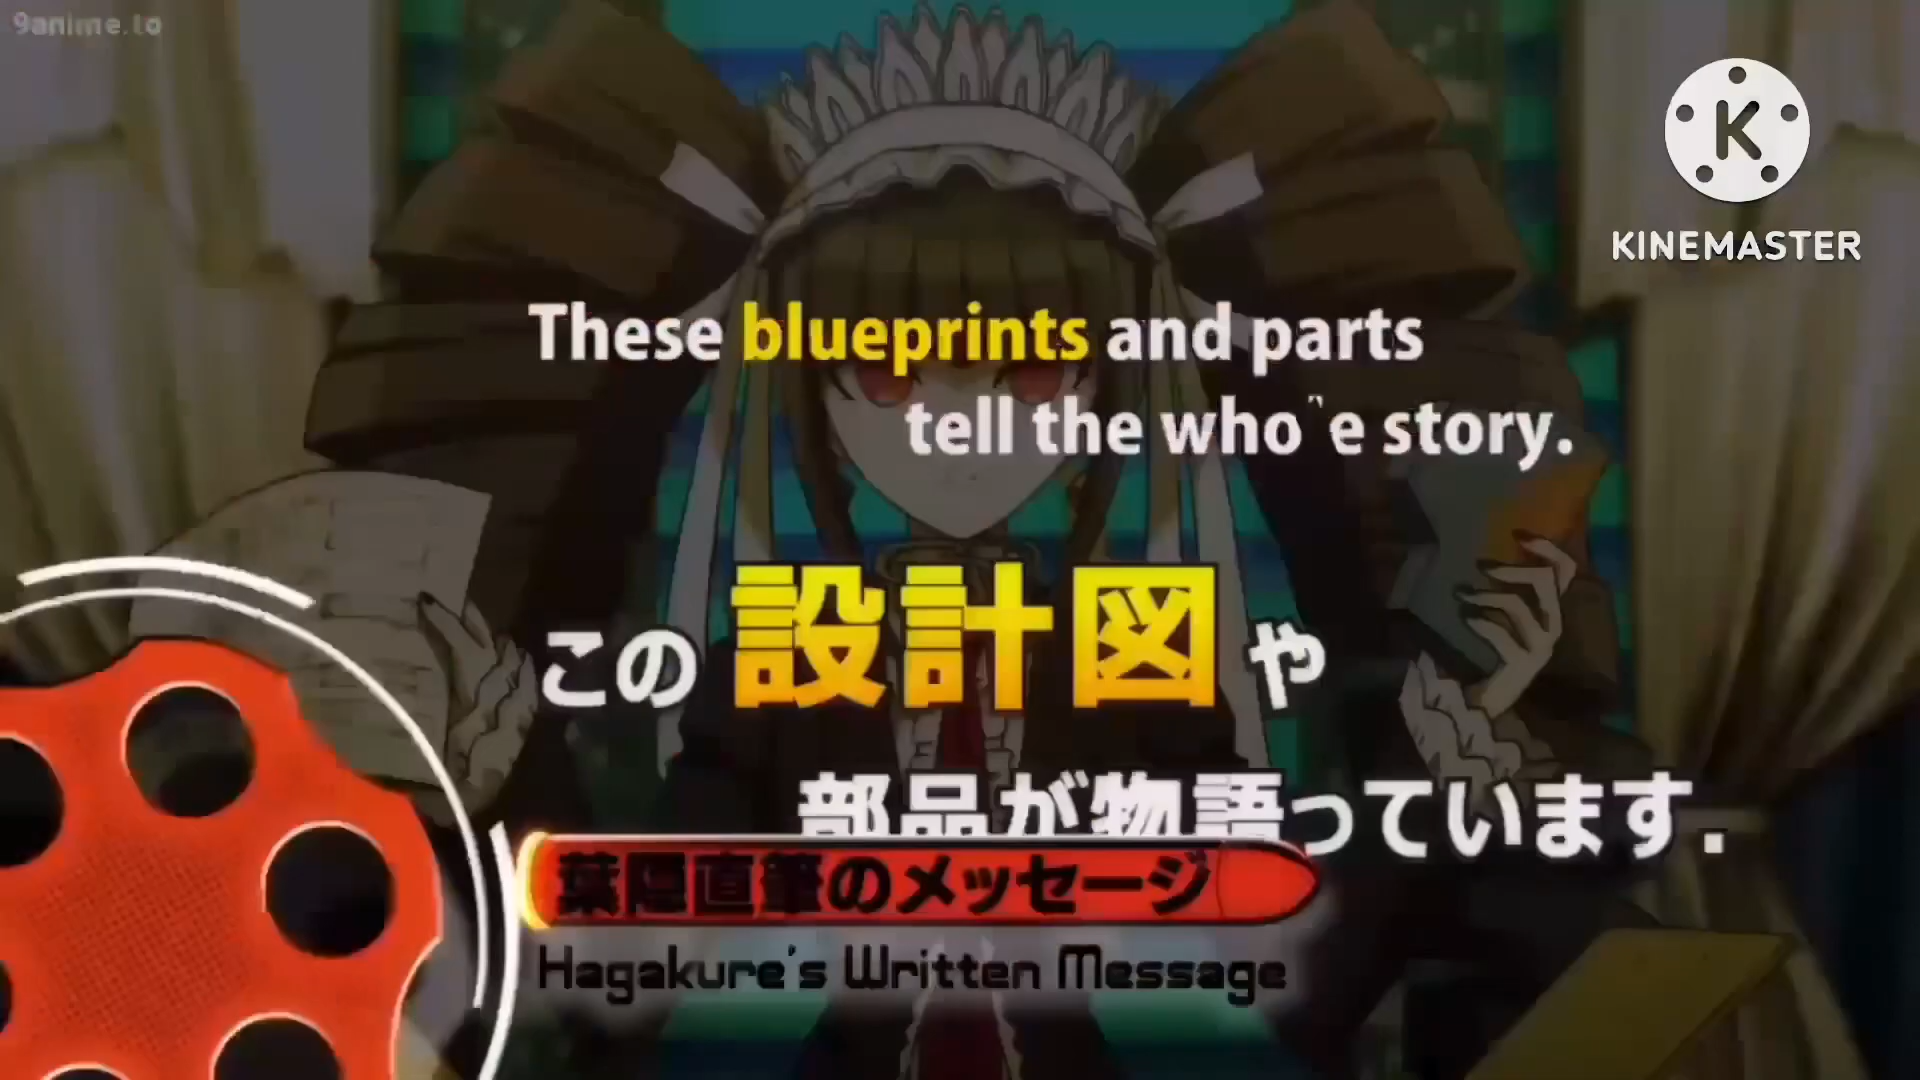 9anime.to
K
KINEMASTER
These blueprints and parts
tell the who e story.
この設計図や
部品が物語っています.
葉隠直筆のメッセージ
Hagakure's Written Message